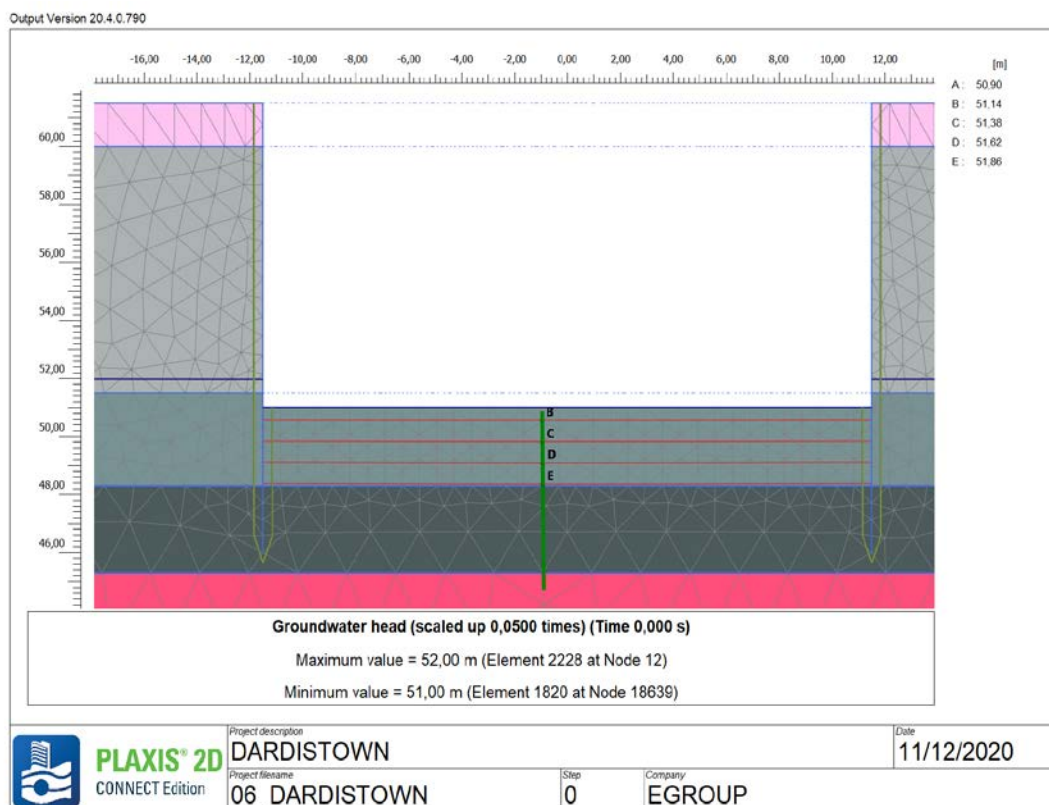 Output Version 20.4.0.790
-16,00 -14,00 -12,00 -10,00 -8,00 -6,00 -4,00 -2,00 0,00 2,00 4,00 6,00 8,00 10,00 12,00
[m]
A : 50,90
B : 51,14
C : 51,38
D : 51,62
E : 51,86
60,00
58,00
56,00
54,00
52,00
50,00
48,00
46,00
B
C
D
E
Groundwater head (scaled up 0,0500 times) (Time 0,000 s)
Maximum value = 52,00 m (Element 2228 at Node 12)
Minimum value = 51,00 m (Element 1820 at Node 18639)
PLAXIS® 2D
CONNECT Edition
Project description
DARDISTOWN
Date
11/12/2020
Project filename
06_DARDISTOWN
Step
0
Company
EGROUP